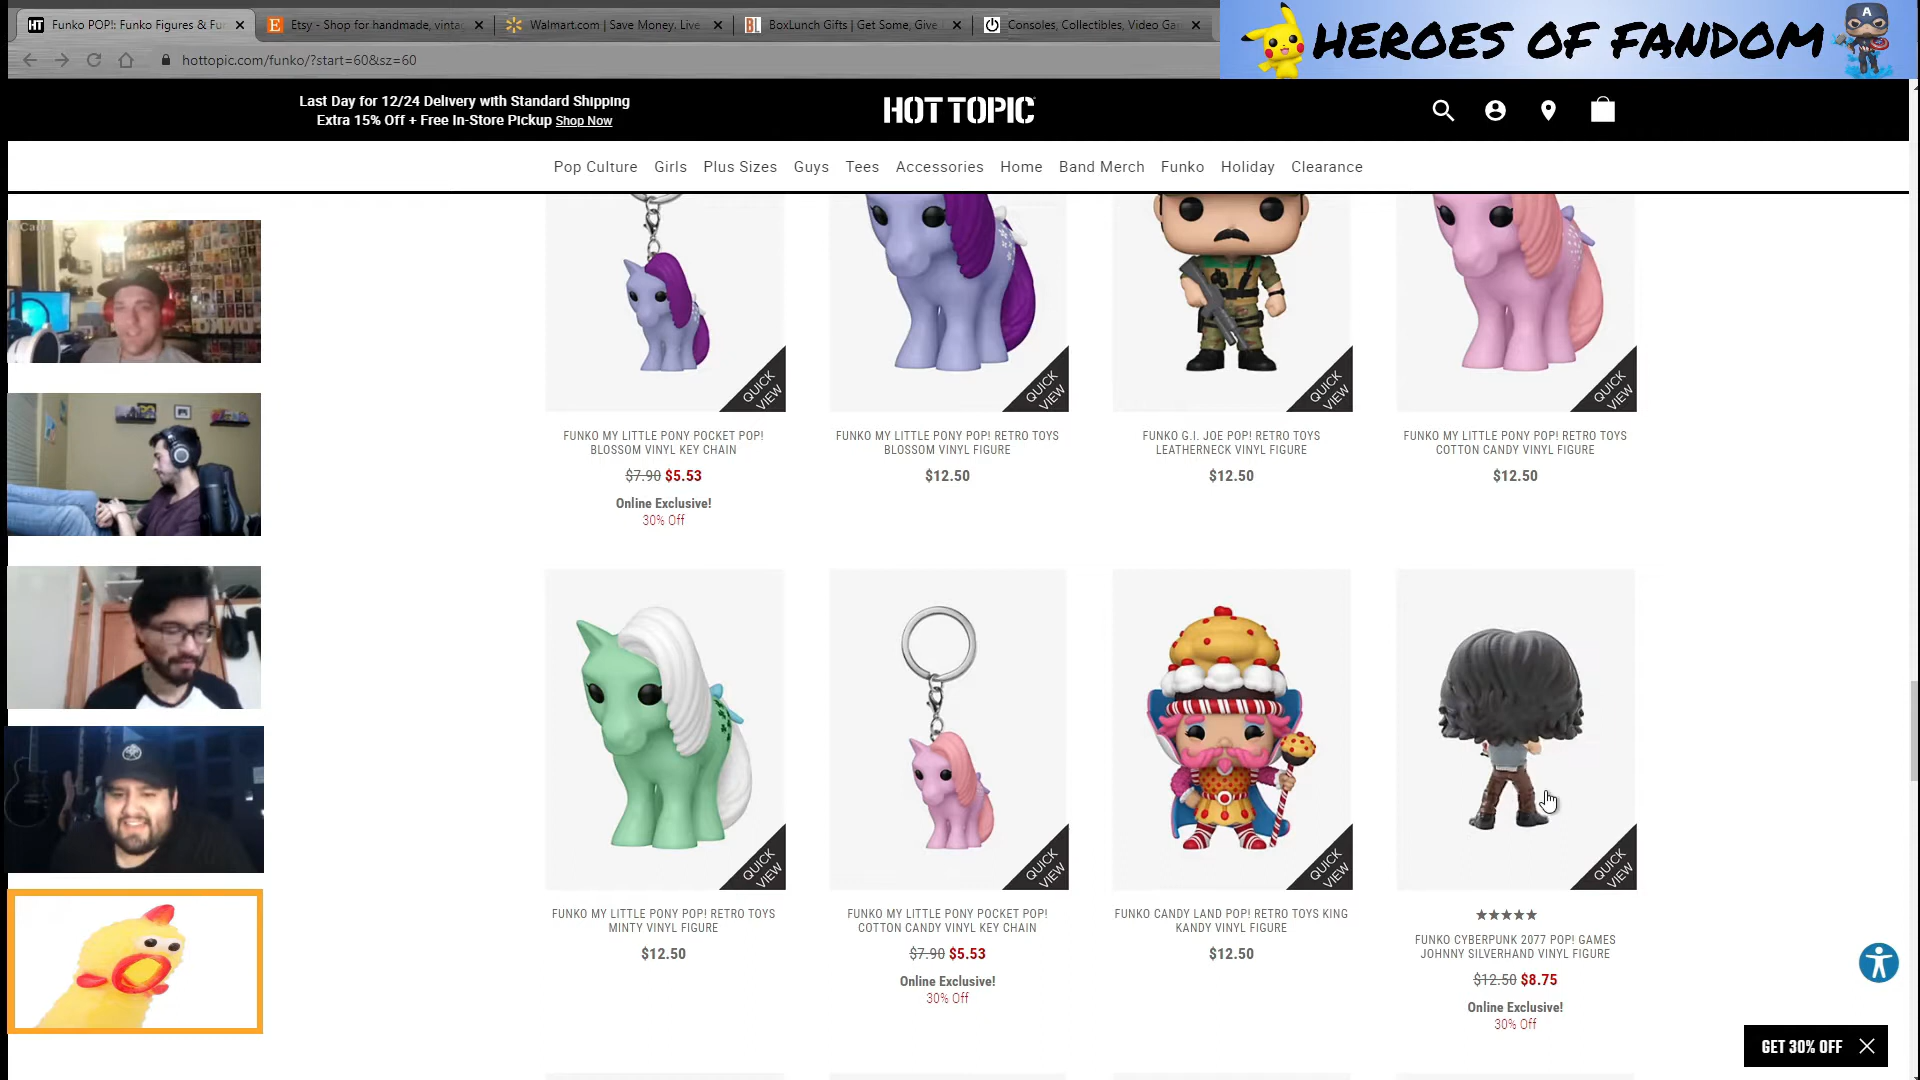 Funko POP!: Funko Figures & Fu
Etsy - Shop for handmade, vinta
Walmart.com | Save Money. Live
BoxLunch Gifts | Get Some, Give
Consoles, Collectibles, Video Ga
HEROES OF FANDOM
hottopic.com/funko/?start=60&sz=60
Last Day for 12/24 Delivery with Standard Shipping
Extra 15% Off + Free In-Store Pickup Shop Now
HOT TOPIC
Pop Culture Girls Plus Sizes Guys Tees Accessories Home Band Merch Funko Holiday Clearance
QUICK VIEW
QUICK VIEW
QUICK VIEW
QUICK VIEW
FUNKO MY LITTLE PONY POCKET POP!
BLOSSOM VINYL KEY CHAIN
$7.90 $5.53
Online Exclusive!
30% Off
FUNKO MY LITTLE PONY POP! RETRO TOYS
BLOSSOM VINYL FIGURE
$12.50
FUNKO G.I. JOE POP! RETRO TOYS
LEATHERNECK VINYL FIGURE
$12.50
FUNKO MY LITTLE PONY POP! RETRO TOYS
COTTON CANDY VINYL FIGURE
$12.50
QUICK VIEW
QUICK VIEW
QUICK VIEW
QUICK VIEW
FUNKO MY LITTLE PONY POP! RETRO TOYS
MINTY VINYL FIGURE
$12.50
FUNKO MY LITTLE PONY POCKET POP!
COTTON CANDY VINYL KEY CHAIN
$7.90 $5.53
Online Exclusive!
30% Off
FUNKO CANDY LAND POP! RETRO TOYS KING
KANDY VINYL FIGURE
$12.50
FUNKO CYBERPUNK 2077 POP! GAMES
JOHNNY SILVERHAND VINYL FIGURE
$12.50 $8.75
Online Exclusive!
30% Off
GET 30% OFF